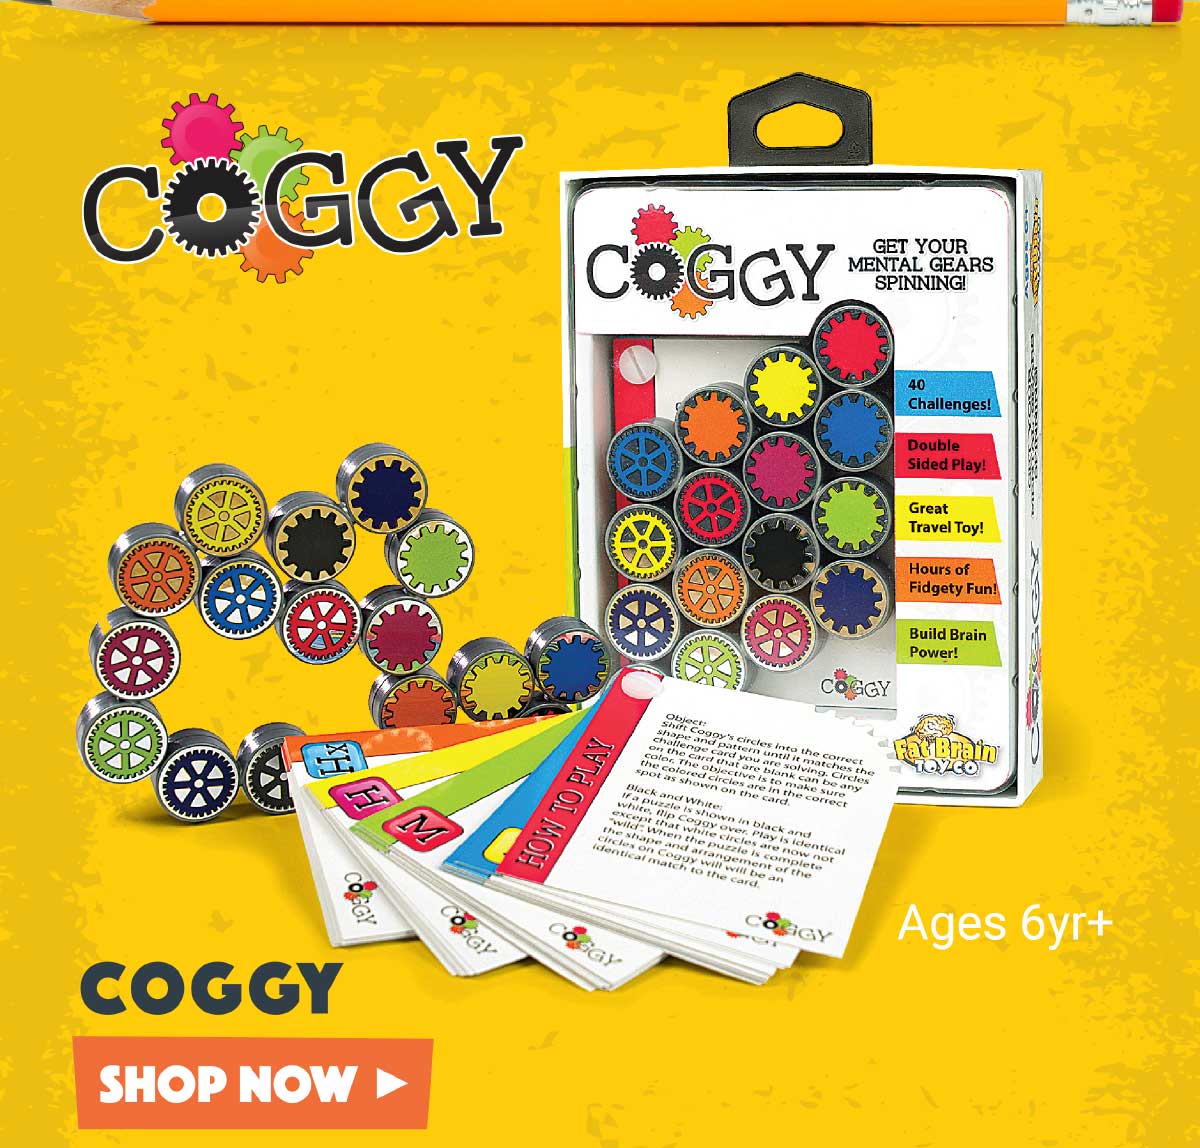 COGGY
COGGY
GET YOUR
MENTAL GEARS
SPINNING!
40
Challenges!
Double
Sided Play!
Great
Travel Toy!
Hours of
Fidgety Fun!
Build Brain
Power!
COGGY
Fat Brain
TOY CO
HX
H
M
HOW TO PLAY
Object:
Shift Coggy's circles into the correct
shape and pattern until it matches the
challenge card you are solving. Circles
on the card that are blank can be any
color. The objective is to make sure
the colored circles are in the correct
spot as shown on the card.
Black and White:
If a puzzle is shown in black and
white, flip Coggy over. Play is identical
except that white circles are now not
"wild". When the puzzle is complete
the shape and arrangement of the
circles on Coggy will will be an
identical match to the card.
COGGY
COGGY
COGGY
COGGY
Ages 6yr+
COGGY
SHOP NOW